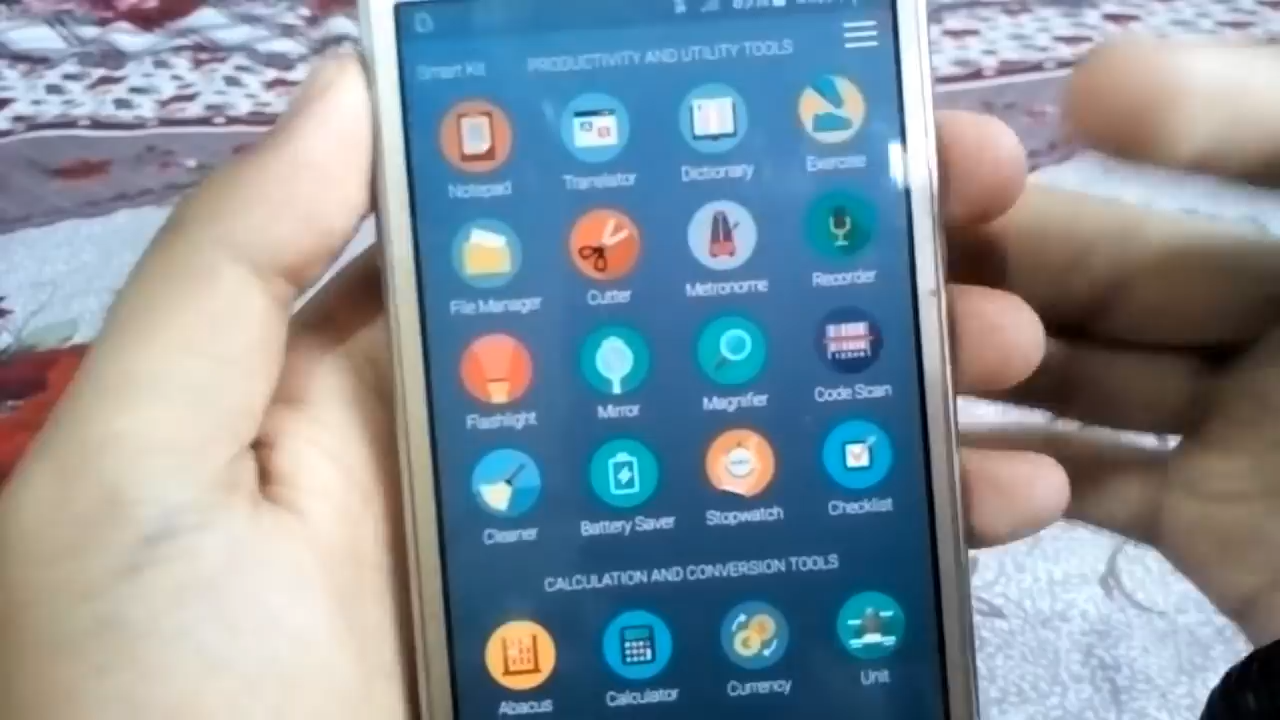 Smart Kit
PRODUCTIVITY AND UTILITY TOOLS
Notepad Translator Dictionary Exercise
File Manager Cutter Metronome Recorder
Flashlight Mirror Magnifier Code Scan
Cleaner Battery Saver Stopwatch Checklist
CALCULATION AND CONVERSION TOOLS
Abacus Calculator Currency Unit